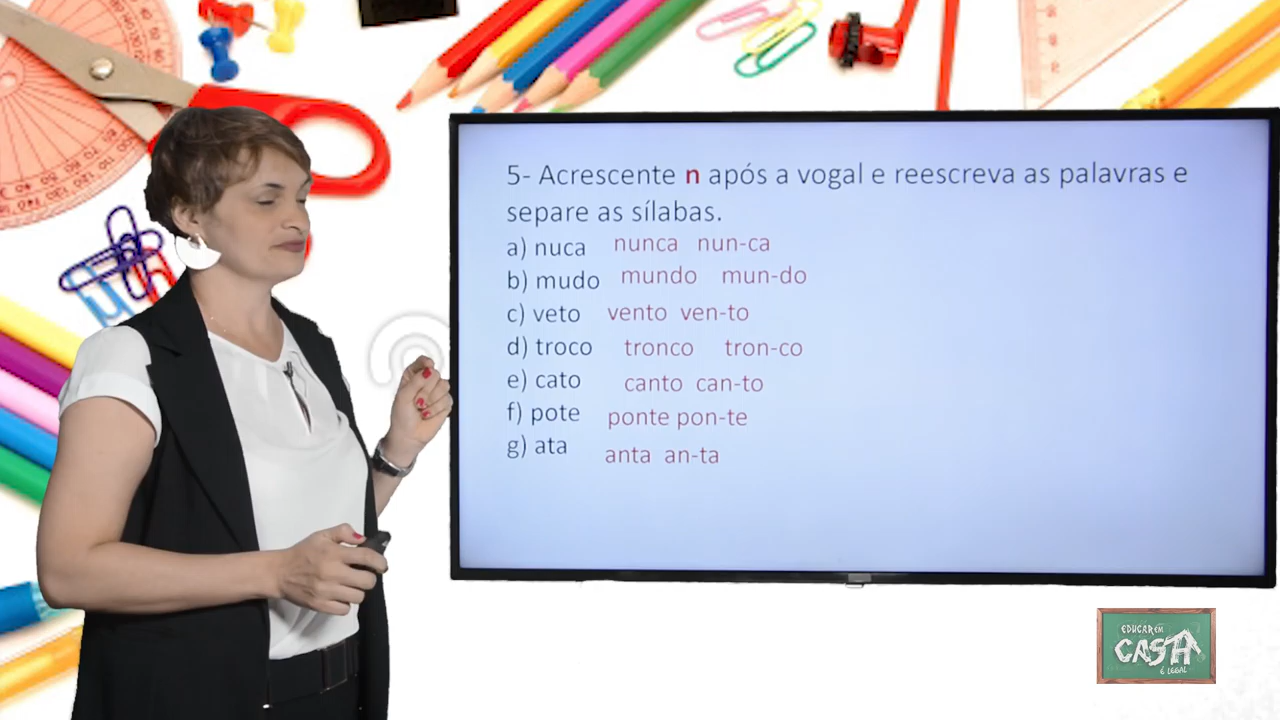 5- Acrescente n após a vogal e reescreva as palavras e
separe as sílabas.
a) nuca nunca nun-ca
b) mudo mundo mun-do
c) veto vento ven-to
d) troco tronco tron-co
e) cato canto can-to
f) pote ponte pon-te
g) ata anta an-ta
EDUCAR EM
CASA
É LEGAL